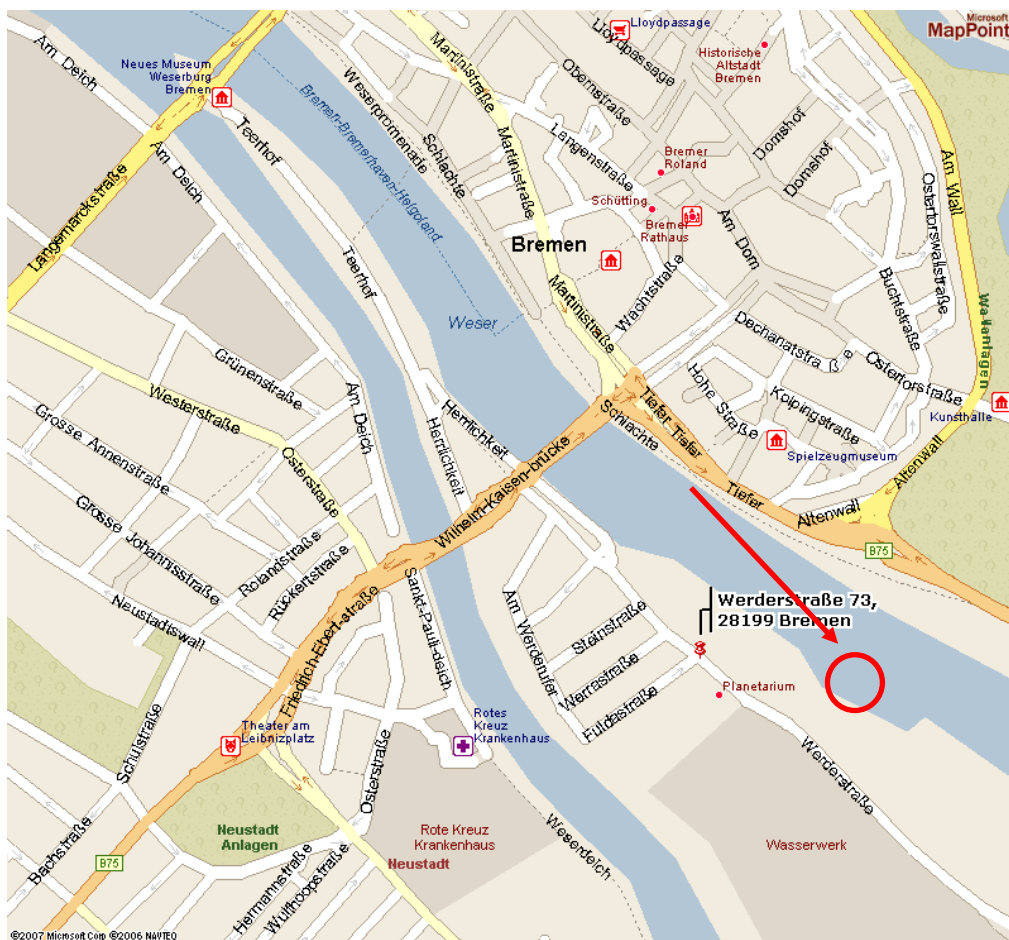 Microsoft
MapPoint
Am Deich
Neues Museum
Weserburg
Bremen
Teerhof
Am Deich
Langemarckstraße
Bremen-Bremerhaven-Helgoland
Weserpromenade
Schlachte
Martinistraße
Lloydpassage
Lloydpassage
Obernstraße
Historische
Altstadt
Bremen
Langenstraße
Martinistraße
Bremer
Roland
Domshof
Domshof
Am Wall
Ostertorswallstraße
Schütting
Bremer
Rathaus
Am Dom
Bremen
Teerhof
Weser
Martinistraße
Wachtstraße
Buchtstraße
Wallanlagen
Dechanatstraße
Ostertorstraße
Kunsthalle
Grünenstraße
Westerstraße
Am Deich
Herrlichkeit
Herrlichkeit
Schlachte
Tiefer
Tiefer
Hohe Straße
Kolpingstraße
Spielzeugmuseum
Grosse Annenstraße
Osterstraße
Wilhelm-Kaisen-brücke
Tiefer
Altenwall
Altenwall
B75
Grosse Johannisstraße
Rolandstraße
Rückertstraße
Neustadtswall
Friedrich-Ebert-straße
Sankt-Pauli-deich
Am Werderufer
Steinstraße
Werrastraße
Fuldastraße
Werderstraße 73,
28199 Bremen
Planetarium
Schulstraße
Theater am
Leibnizplatz
Rotes
Kreuz
Krankenhaus
Osterstraße
Werderstraße
Neustadt
Anlagen
Rote Kreuz
Krankenhaus
Wasserwerk
Bachstraße
B75
Neustadt
Weserdeich
Hermannstraße
Wulfhoopstraße
©2007 Microsoft Corp ©2006 NAVTEQ